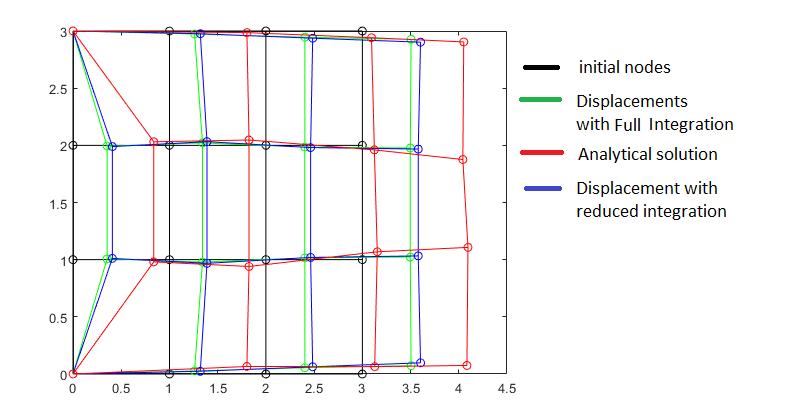 3
2.5
2
1.5
1
0.5
0
0
0.5
1
1.5
2
2.5
3
3.5
4
4.5
initial nodes
Displacements
with Full Integration
Analytical solution
Displacement with
reduced integration